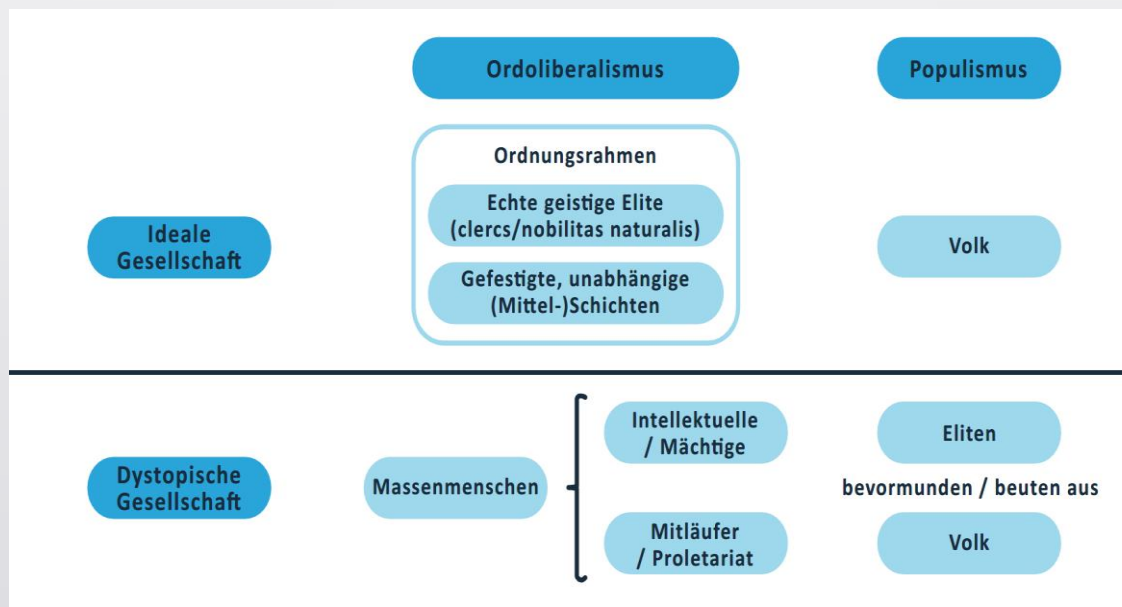 Ordoliberalismus
Populismus
Ordnungsrahmen
Echte geistige Elite
(clercs/nobilitas naturalis)
Ideale
Gesellschaft
Volk
Gefestigte, unabhängige
(Mittel-)Schichten
Intellektuelle
/ Mächtige
Eliten
Dystopische
Gesellschaft
Massenmenschen
bevormunden / beuten aus
Mitläufer
/ Proletariat
Volk